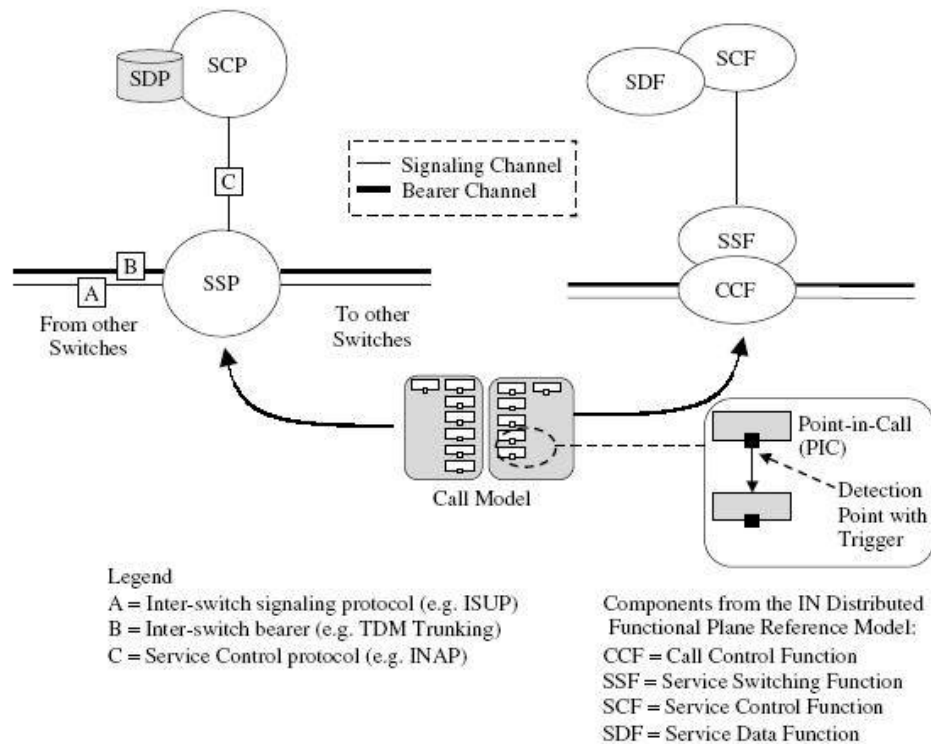 SDP
SCP
SDF
SCF
C
Signaling Channel
Bearer Channel
B
A
SSP
SSF
CCF
From other
Switches
To other
Switches
Call Model
Point-in-Call
(PIC)
Detection
Point with
Trigger
Legend
A = Inter-switch signaling protocol (e.g. ISUP)
B = Inter-switch bearer (e.g. TDM Trunking)
C = Service Control protocol (e.g. INAP)
Components from the IN Distributed
Functional Plane Reference Model:
CCF = Call Control Function
SSF = Service Switching Function
SCF = Service Control Function
SDF = Service Data Function